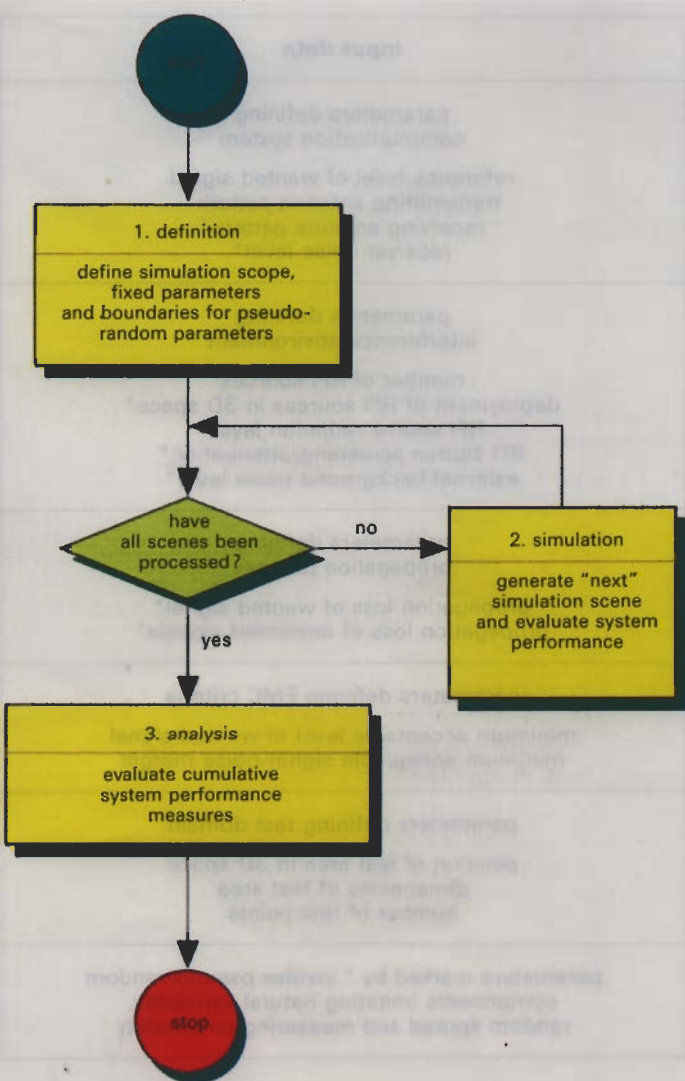 1. definition
define simulation scope,
fixed parameters
and boundaries for pseudo-
random parameters
have
all scenes been
processed?
no
2. simulation
generate "next"
simulation scene
and evaluate system
performance
yes
3. analysis
evaluate cumulative
system performance
measures
stop